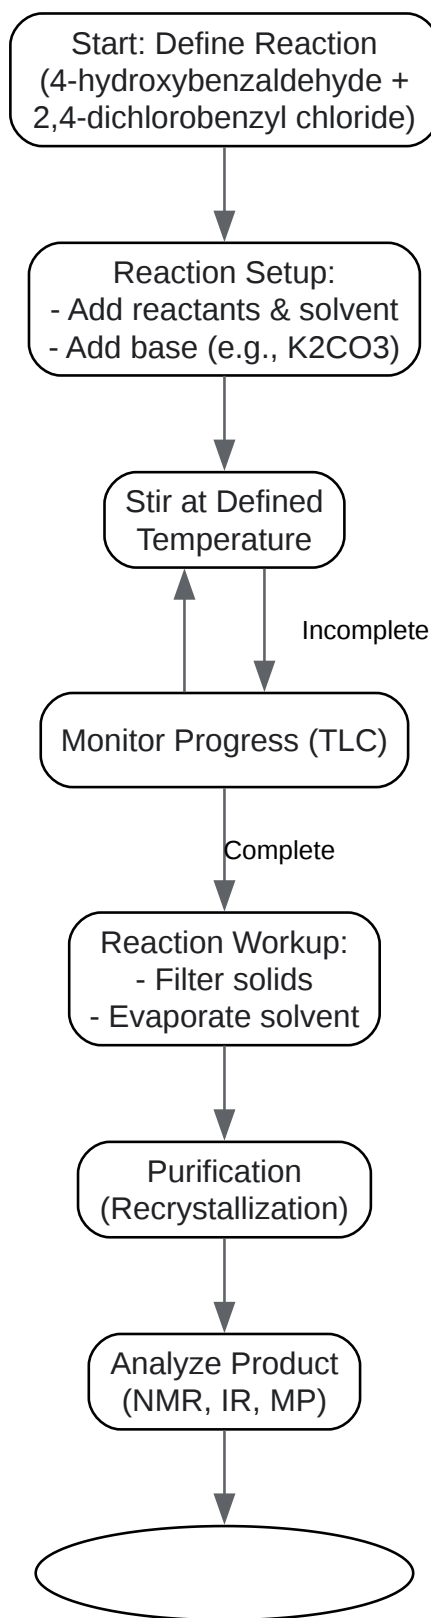 Start: Define Reaction
(4-hydroxybenzaldehyde +
2,4-dichlorobenzyl chloride)
Reaction Setup:
- Add reactants & solvent
- Add base (e.g., K2CO3)
Stir at Defined
Temperature
Incomplete
Monitor Progress (TLC)
Complete
Reaction Workup:
- Filter solids
- Evaporate solvent
Purification
(Recrystallization)
Analyze Product
(NMR, IR, MP)